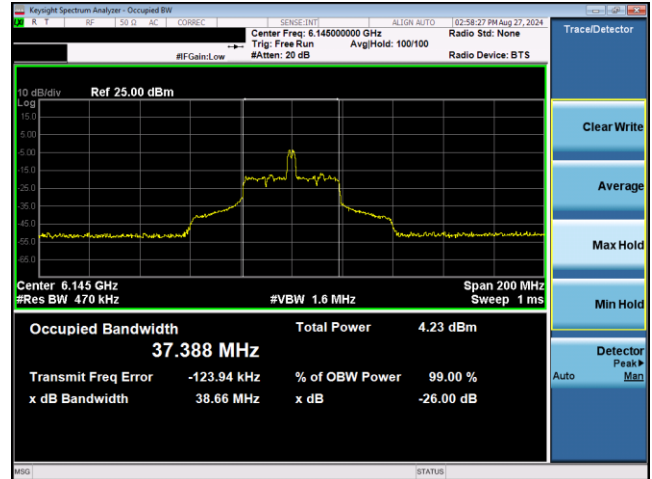 Keysight Spectrum Analyzer - Occupied BW
R T RF 50 Ω AC CORREC SENSE:INT ALIGN AUTO 02:58:27 PM Aug 27, 2024
Center Freq: 6.145000000 GHz Radio Std: None
Trig: Free Run Avg|Hold: 100/100
#IFGain:Low #Atten: 20 dB Radio Device: BTS
Trace/Detector
10 dB/div Ref 25.00 dBm
Log
15.0
5.00
-5.00
-15.0
-25.0
-35.0
-45.0
-55.0
-65.0
Center 6.145 GHz Span 200 MHz
#Res BW 470 kHz #VBW 1.6 MHz Sweep 1 ms
Occupied Bandwidth Total Power 4.23 dBm
37.388 MHz
Transmit Freq Error -123.94 kHz % of OBW Power 99.00 %
x dB Bandwidth 38.66 MHz x dB -26.00 dB
Clear Write
Average
Max Hold
Min Hold
Detector
Peak▶
Auto Man
MSG STATUS